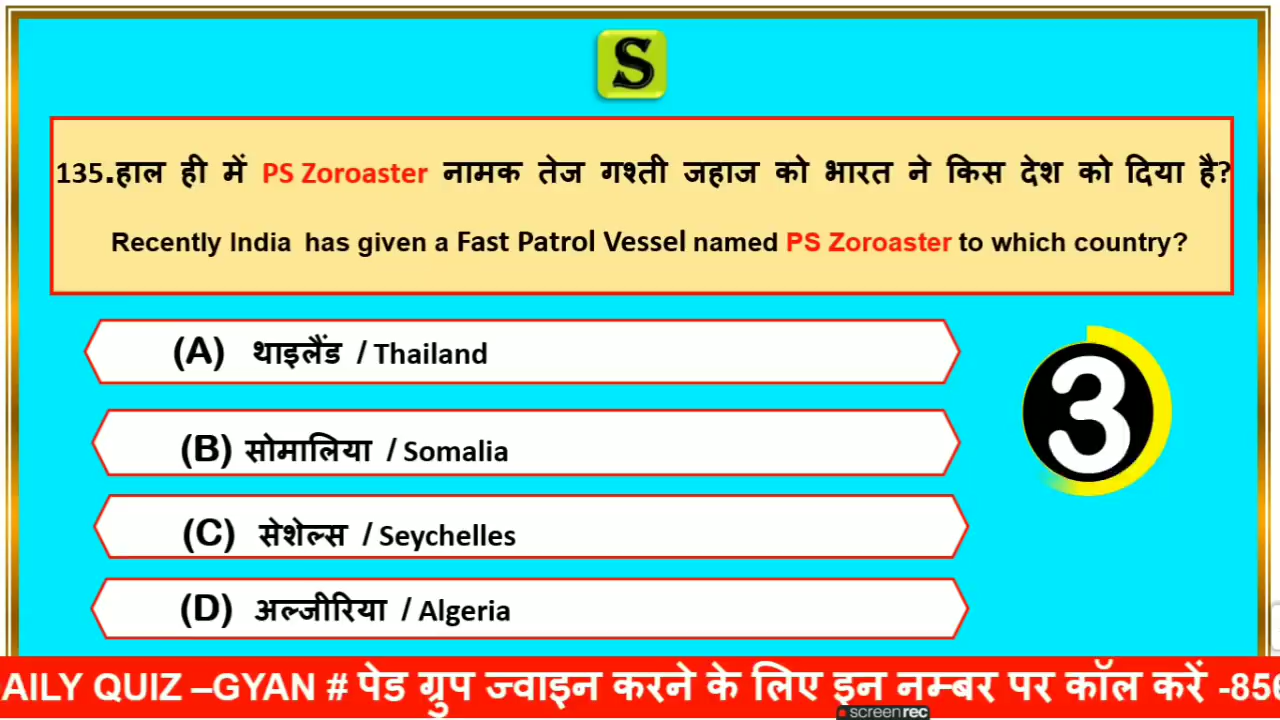 S
135.हाल ही में PS Zoroaster नामक तेज गश्ती जहाज को भारत ने किस देश को दिया है?
Recently India has given a Fast Patrol Vessel named PS Zoroaster to which country?
(A) थाइलैंड / Thailand
3
(B) सोमालिया / Somalia
(C) सेशेल्स / Seychelles
(D) अल्जीरिया / Algeria
AILY QUIZ –GYAN # पेड ग्रुप ज्वाइन करने के लिए इन नम्बर पर कॉल करें -856
screenrec